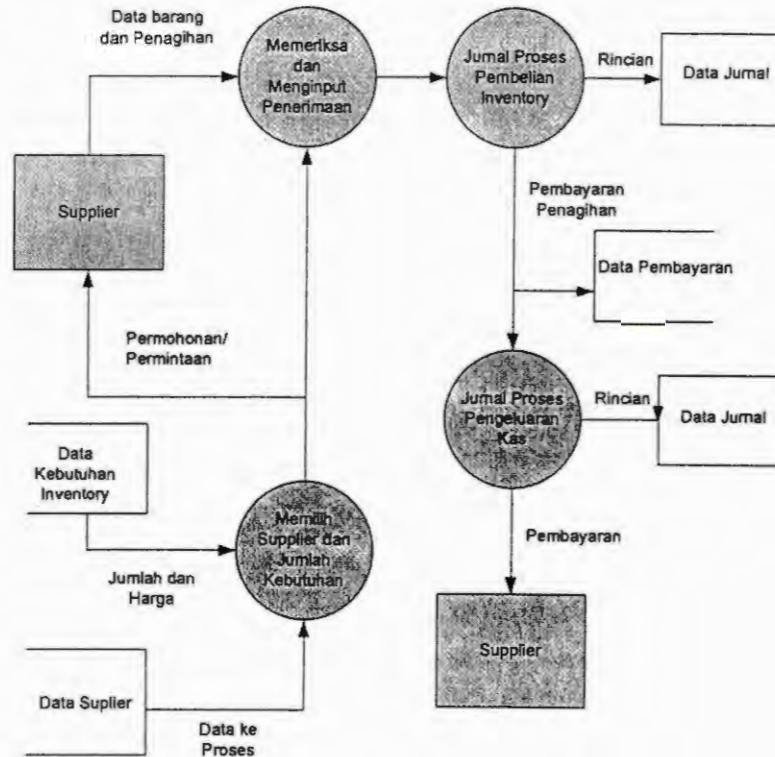 Data barang
dan Penagihan
Memeriksa
dan
Menginput
Penerimaan
Jurnal Proses
Pembelian
Inventory
Rincian
Data Jurnal
Supplier
Pembayaran
Penagihan
Data Pembayaran
Permohonan/
Permintaan
Jurnal Proses
Pengeluaran
Kas
Rincian
Data Jurnal
Data
Kebutuhan
Inventory
Memilih
Supplier dan
Jumlah
Kebutuhan
Jumlah dan
Harga
Pembayaran
Supplier
Data Suplier
Data ke
Proses